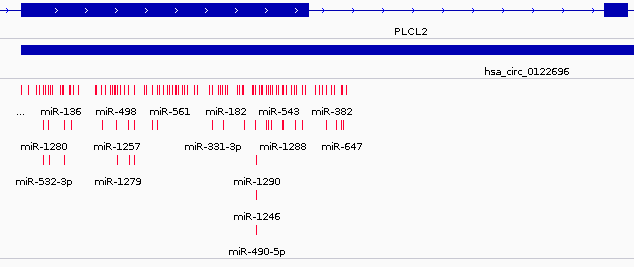 PLCL2
hsa_circ_0122696
... miR-136 miR-498 miR-561 miR-182 miR-543 miR-382
miR-1280 miR-1257 miR-331-3p miR-1288 miR-647
miR-532-3p miR-1279 miR-1290
miR-1246
miR-490-5p